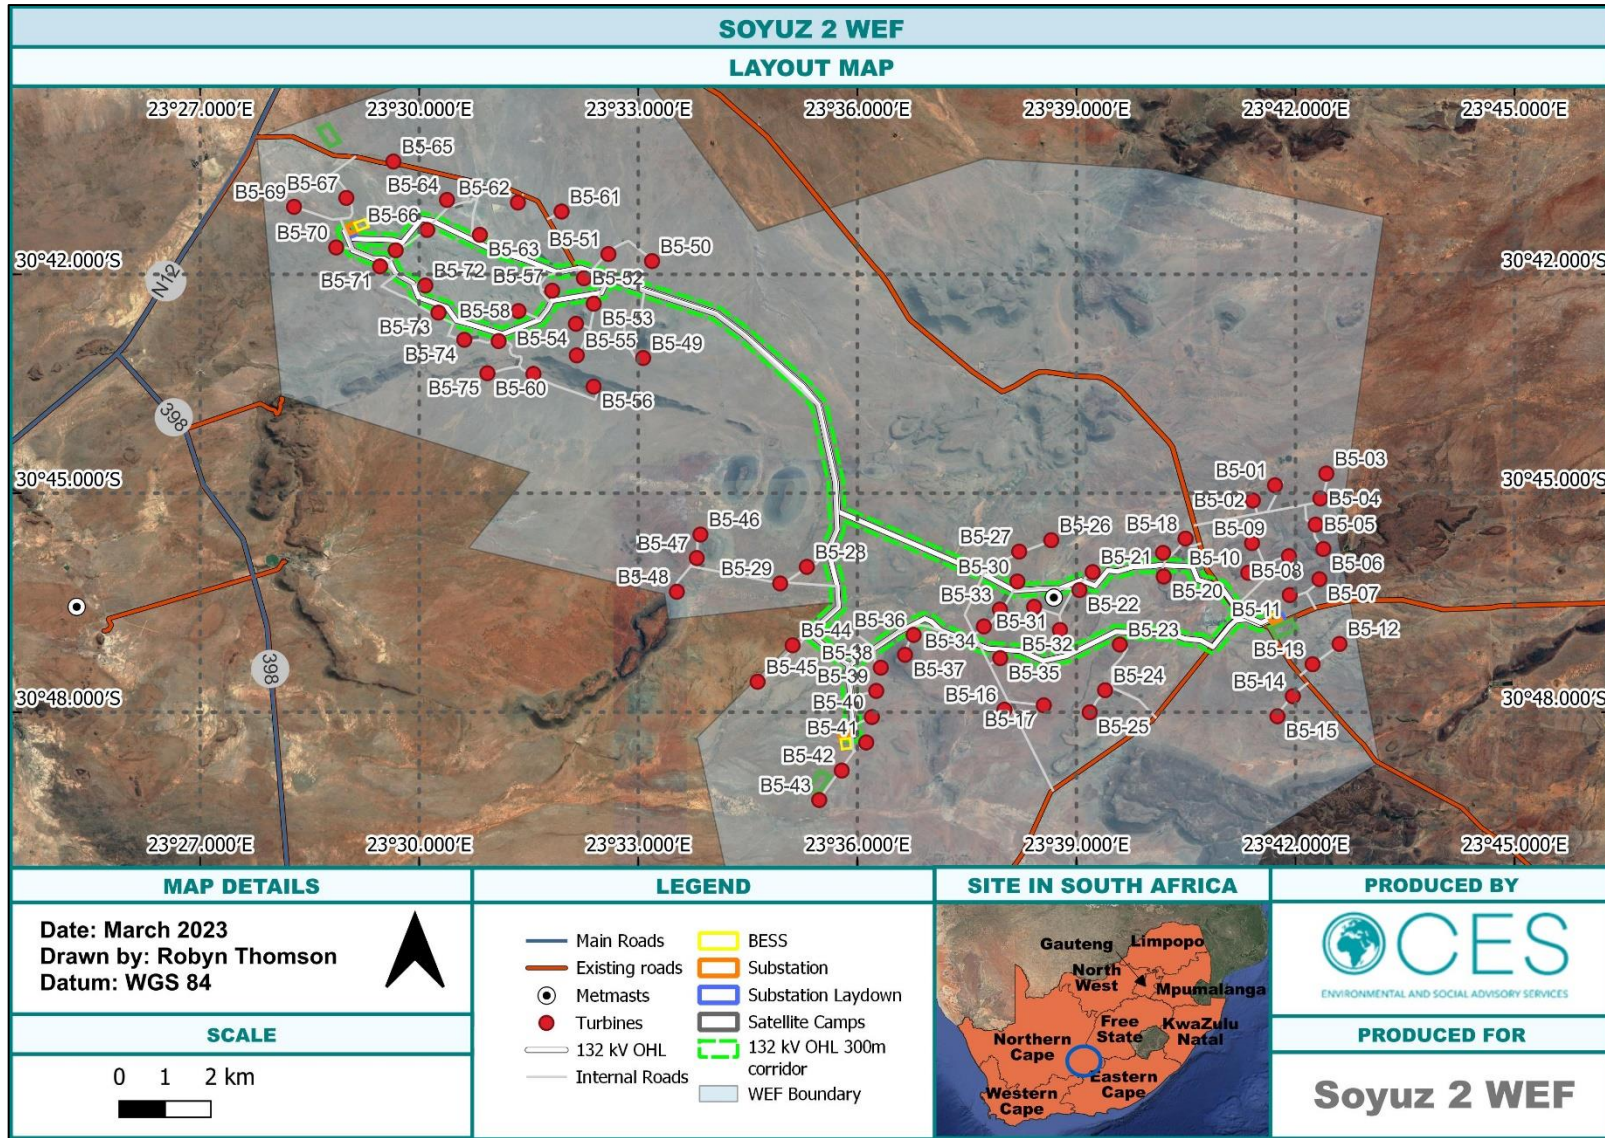 SOYUZ 2 WEF
LAYOUT MAP
23°27.000'E 23°30.000'E 23°33.000'E 23°36.000'E 23°39.000'E 23°42.000'E 23°45.000'E
B5-65
B5-69 B5-67 B5-64 B5-62 B5-61
B5-66
B5-70 B5-63 B5-51 B5-50
30°42.000'S 30°42.000'S
N12
B5-71 B5-72 B5-57 B5-52
B5-73 B5-58 B5-53
B5-74 B5-54 B5-55 B5-49
B5-75 B5-60 B5-56
398
30°45.000'S 30°45.000'S
B5-01 B5-03
B5-02 B5-04
B5-46 B5-27 B5-26 B5-18 B5-09 B5-05
B5-47 B5-29 B5-28 B5-30 B5-21 B5-10 B5-08 B5-06
B5-48 B5-33 B5-22 B5-20 B5-07
B5-44 B5-36 B5-34 B5-31 B5-32 B5-23 B5-11 B5-12
B5-45 B5-38 B5-37 B5-35 B5-13
398
B5-39 B5-16 B5-24 B5-14
30°48.000'S B5-40 B5-17 B5-25 B5-15 30°48.000'S
B5-41
B5-42
B5-43
23°27.000'E 23°30.000'E 23°33.000'E 23°36.000'E 23°39.000'E 23°42.000'E 23°45.000'E
MAP DETAILS
Date: March 2023
Drawn by: Robyn Thomson
Datum: WGS 84
SCALE
0 1 2 km
LEGEND
Main Roads
Existing roads
Metmasts
Turbines
132 kV OHL
Internal Roads
BESS
Substation
Substation Laydown
Satellite Camps
132 kV OHL 300m
corridor
WEF Boundary
SITE IN SOUTH AFRICA
Gauteng
Limpopo
North
West
Mpumalanga
Free
State
KwaZulu
Natal
Northern
Cape
Eastern
Cape
Western
Cape
PRODUCED BY
CES
ENVIRONMENTAL AND SOCIAL ADVISORY SERVICES
PRODUCED FOR
Soyuz 2 WEF